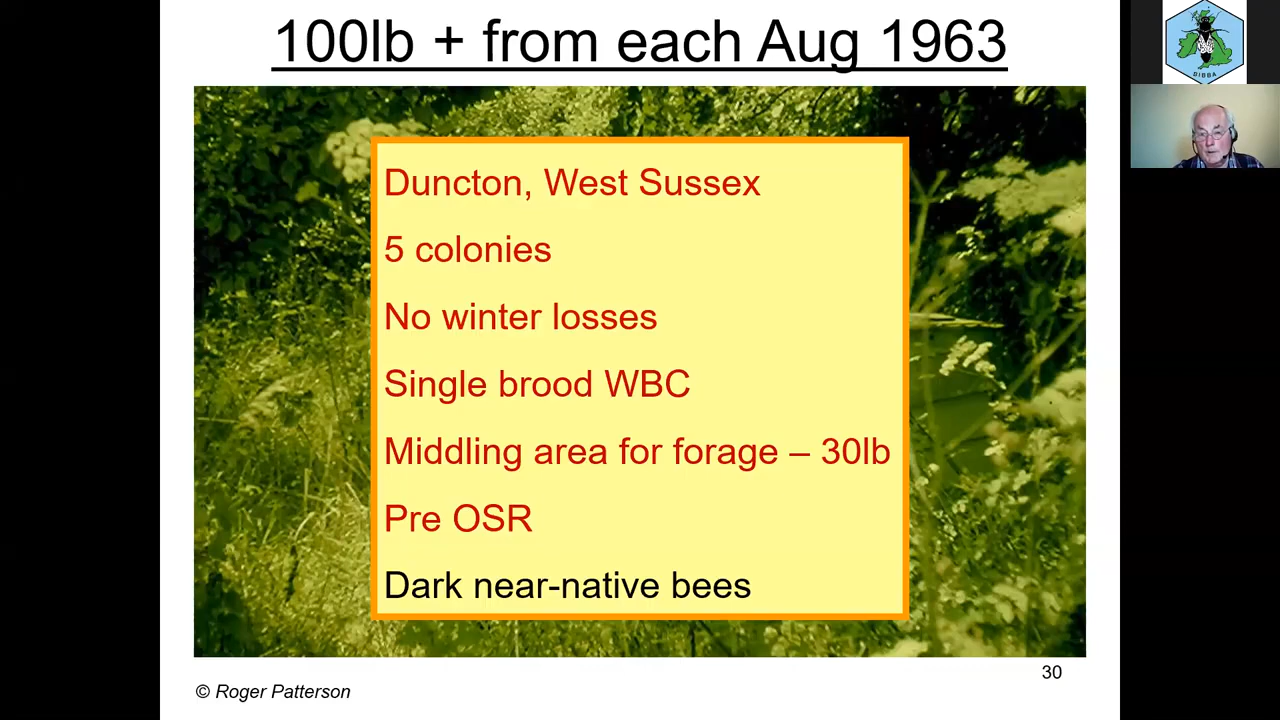 100lb + from each Aug 1963
Duncton, West Sussex
5 colonies
No winter losses
Single brood WBC
Middling area for forage – 30lb
Pre OSR
Dark near-native bees
30
© Roger Patterson
BIBBA